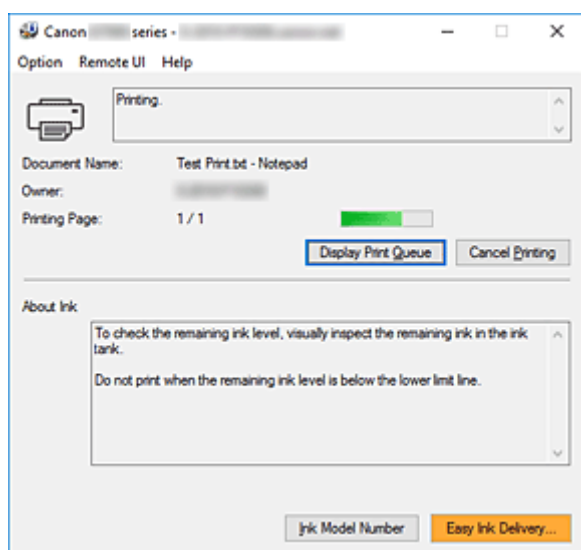 Canon series -
Option Remote UI Help
Printing.
Document Name: Test Print.txt - Notepad
Owner:
Printing Page: 1 / 1
Display Print Queue Cancel Printing
About Ink
To check the remaining ink level, visually inspect the remaining ink in the ink
tank.
Do not print when the remaining ink level is below the lower limit line.
Ink Model Number Easy Ink Delivery...